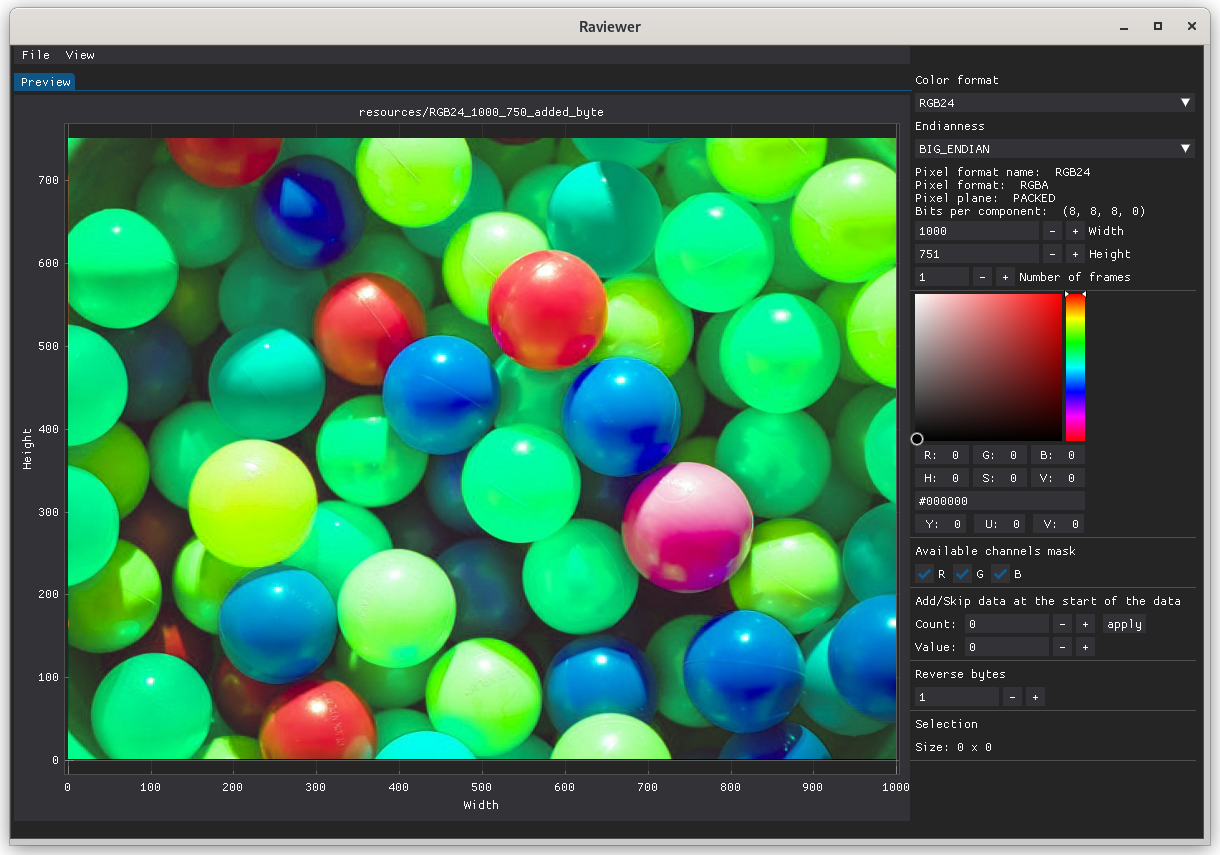 Raviewer
File View
Preview
resources/RGB24_1000_750_added_byte
700
600
500
400
300
200
100
0
Height
0 100 200 300 400 500 600 700 800 900 1000
Width
Color format
RGB24
Endianness
BIG_ENDIAN
Pixel format name: RGB24
Pixel format: RGBA
Pixel plane: PACKED
Bits per component: (8, 8, 8, 0)
1000 - + Width
751 - + Height
1 - + Number of frames
R: 0 G: 0 B: 0
H: 0 S: 0 V: 0
#000000
Y: 0 U: 0 V: 0
Available channels mask
R G B
Add/Skip data at the start of the data
Count: 0 - + apply
Value: 0 - +
Reverse bytes
1 - +
Selection
Size: 0 x 0